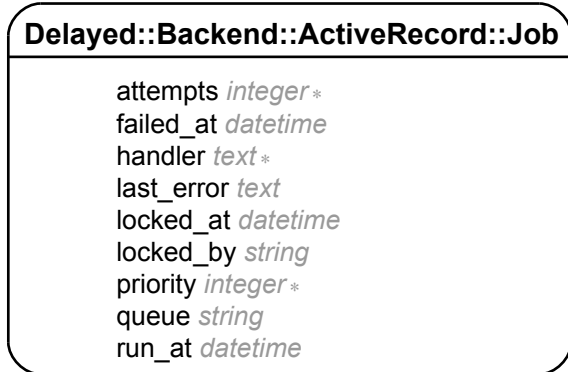 Delayed::Backend::ActiveRecord::Job
attempts integer *
failed_at datetime
handler text *
last_error text
locked_at datetime
locked_by string
priority integer *
queue string
run_at datetime